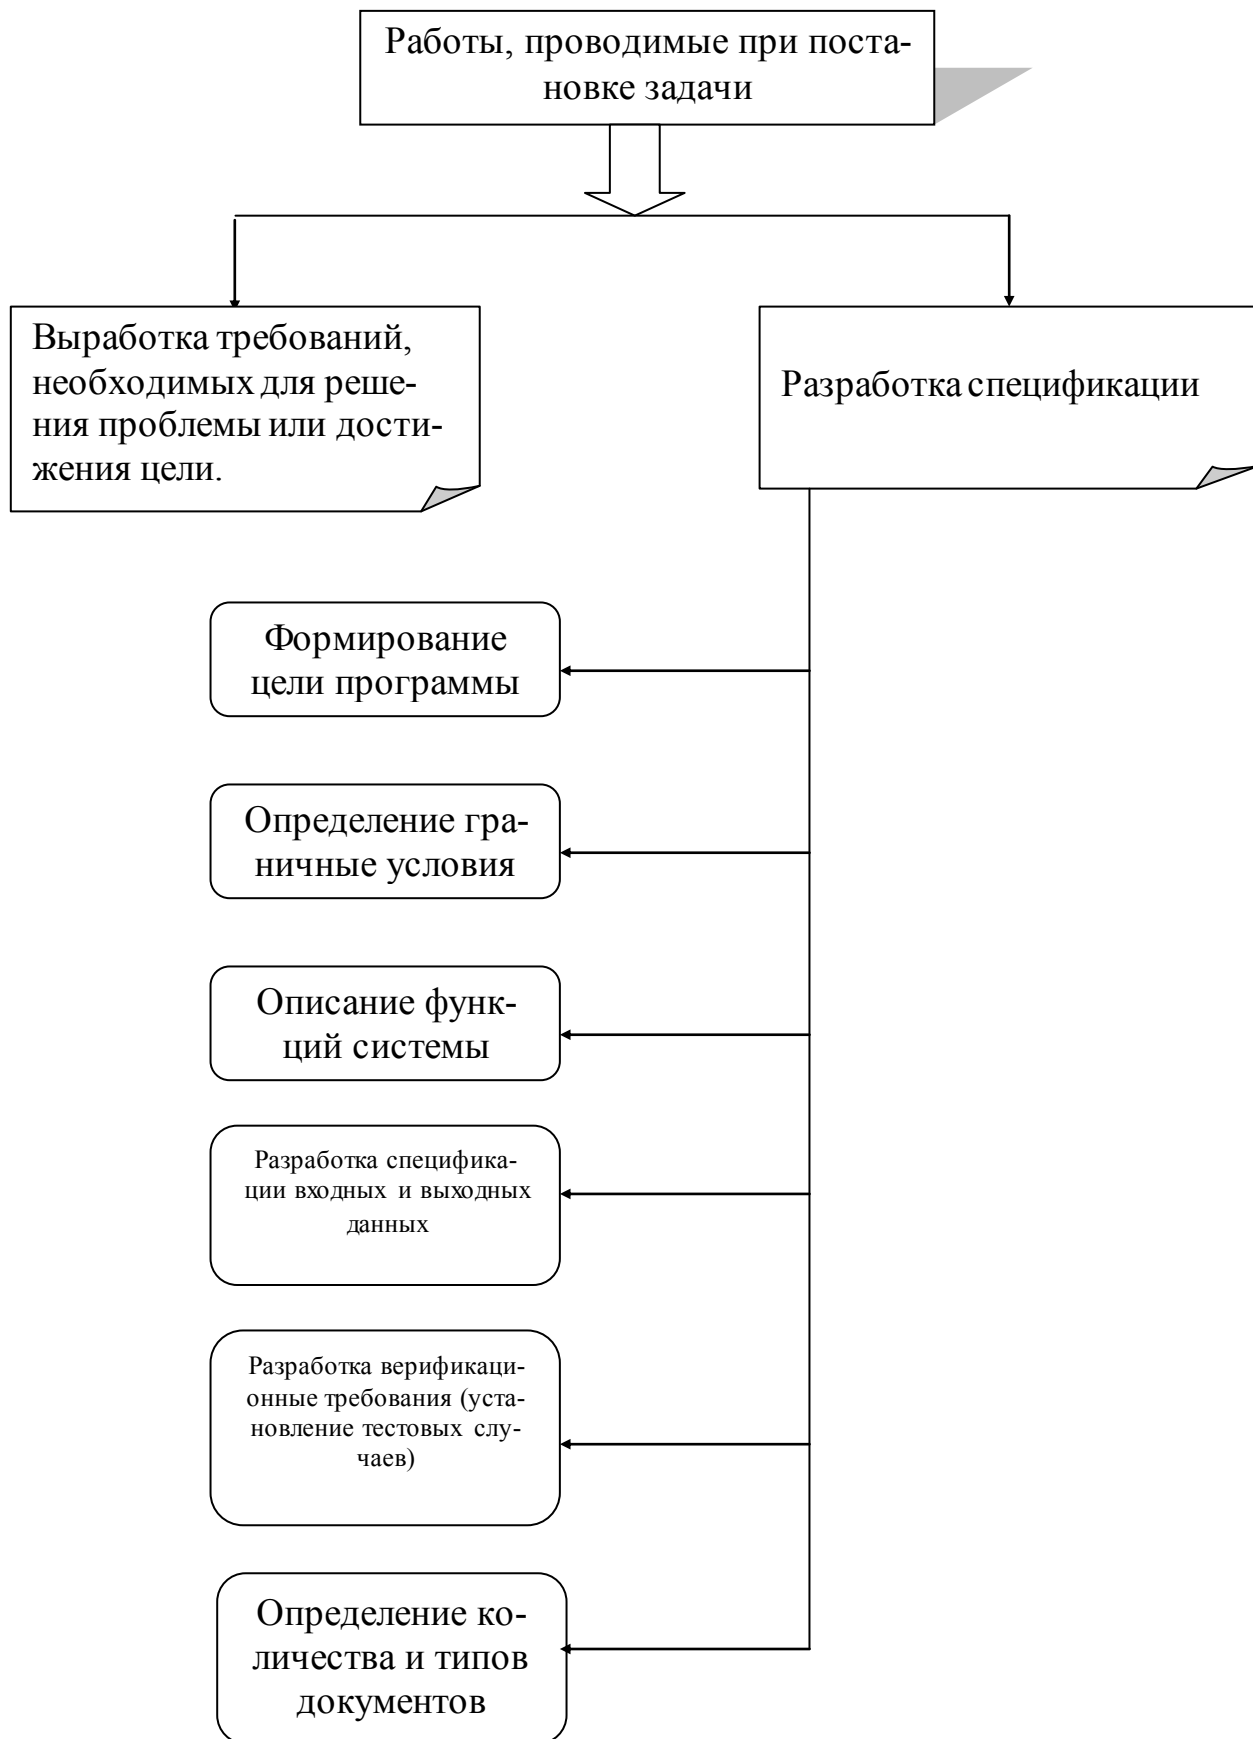 Работы, проводимые при поста-
новке задачи
Выработка требований,
необходимых для реше-
ния проблемы или дости-
жения цели.
Разработка спецификации
Формирование
цели программы
Определение гра-
ничные условия
Описание функ-
ций системы
Разработка специфика-
ции входных и выходных
данных
Разработка верификаци-
онные требования (уста-
новление тестовых слу-
чаев)
Определение ко-
личества и типов
документов